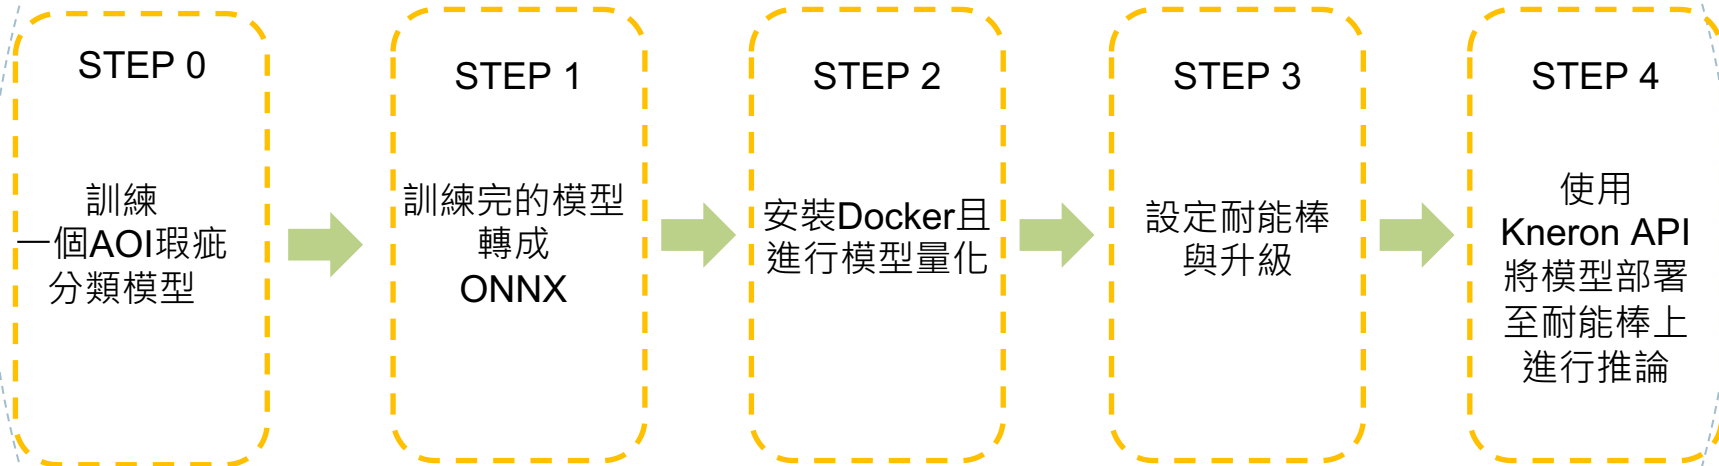 STEP 0
訓練
一個AOI瑕疵
分類模型
STEP 1
訓練完的模型
轉成
ONNX
STEP 2
安裝Docker且
進行模型量化
STEP 3
設定耐能棒
與升級
STEP 4
使用
Kneron API
將模型部署
至耐能棒上
進行推論